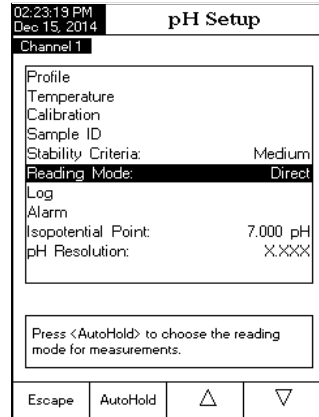 02:23:19 PM
Dec 15, 2014
pH Setup
Channel 1
Profile
Temperature
Calibration
Sample ID
Stability Criteria: Medium
Reading Mode: Direct
Log
Alarm
Isopotential Point: 7.000 pH
pH Resolution: X.XXX
Press <AutoHold> to choose the reading
mode for measurements.
Escape AutoHold △ ▽